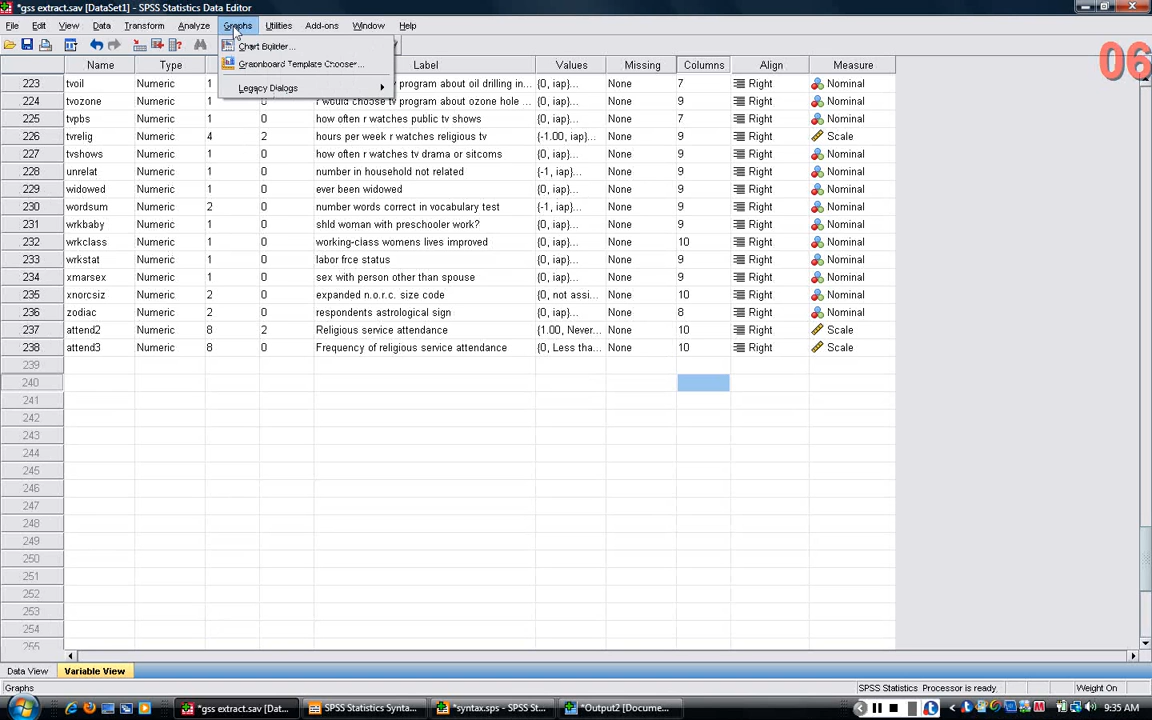 *gss extract.sav [DataSet1] - SPSS Statistics Data Editor
File Edit View Data Transform Analyze Graphs Utilities Add-ons Window Help
06
Chart Builder...
Graphboard Template Chooser...
Legacy Dialogs
Name Type Label Values Missing Columns Align Measure
223 tvoil Numeric 1 tv program about oil drilling in... {0, iap}... None 7 Right Nominal
224 tvozone Numeric 1 0 r would choose tv program about ozone hole ... {0, iap}... None 9 Right Nominal
225 tvpbs Numeric 1 0 how often r watches public tv shows {0, iap}... None 7 Right Nominal
226 tvrelig Numeric 4 2 hours per week r watches religious tv {-1.00, iap}... None 9 Right Scale
227 tvshows Numeric 1 0 how often r watches tv drama or sitcoms {0, iap}... None 9 Right Nominal
228 unrelat Numeric 1 0 number in household not related {-1, iap}... None 9 Right Nominal
229 widowed Numeric 1 0 ever been widowed {0, iap}... None 9 Right Nominal
230 wordsum Numeric 2 0 number words correct in vocabulary test {-1, iap}... None 9 Right Nominal
231 wrkbaby Numeric 1 0 shld woman with preschooler work? {0, iap}... None 9 Right Nominal
232 wrkclass Numeric 1 0 working-class womens lives improved {0, iap}... None 10 Right Nominal
233 wrkstat Numeric 1 0 labor frce status {0, iap}... None 9 Right Nominal
234 xmarsex Numeric 1 0 sex with person other than spouse {0, iap}... None 9 Right Nominal
235 xnorcsiz Numeric 2 0 expanded n.o.r.c. size code {0, not assi... None 10 Right Nominal
236 zodiac Numeric 2 0 respondents astrological sign {0, iap}... None 8 Right Nominal
237 attend2 Numeric 8 2 Religious service attendance {1.00, Never... None 10 Right Scale
238 attend3 Numeric 8 0 Frequency of religious service attendance {0, Less tha... None 10 Right Scale
239
240
241
242
243
244
245
246
247
248
249
250
251
252
253
254
255
Data View Variable View
Graphs SPSS Statistics Processor is ready Weight On
*gss extract.sav [Dat... SPSS Statistics Synta... *syntax.sps - SPSS St... *Output2 [Docume... 9:35 AM